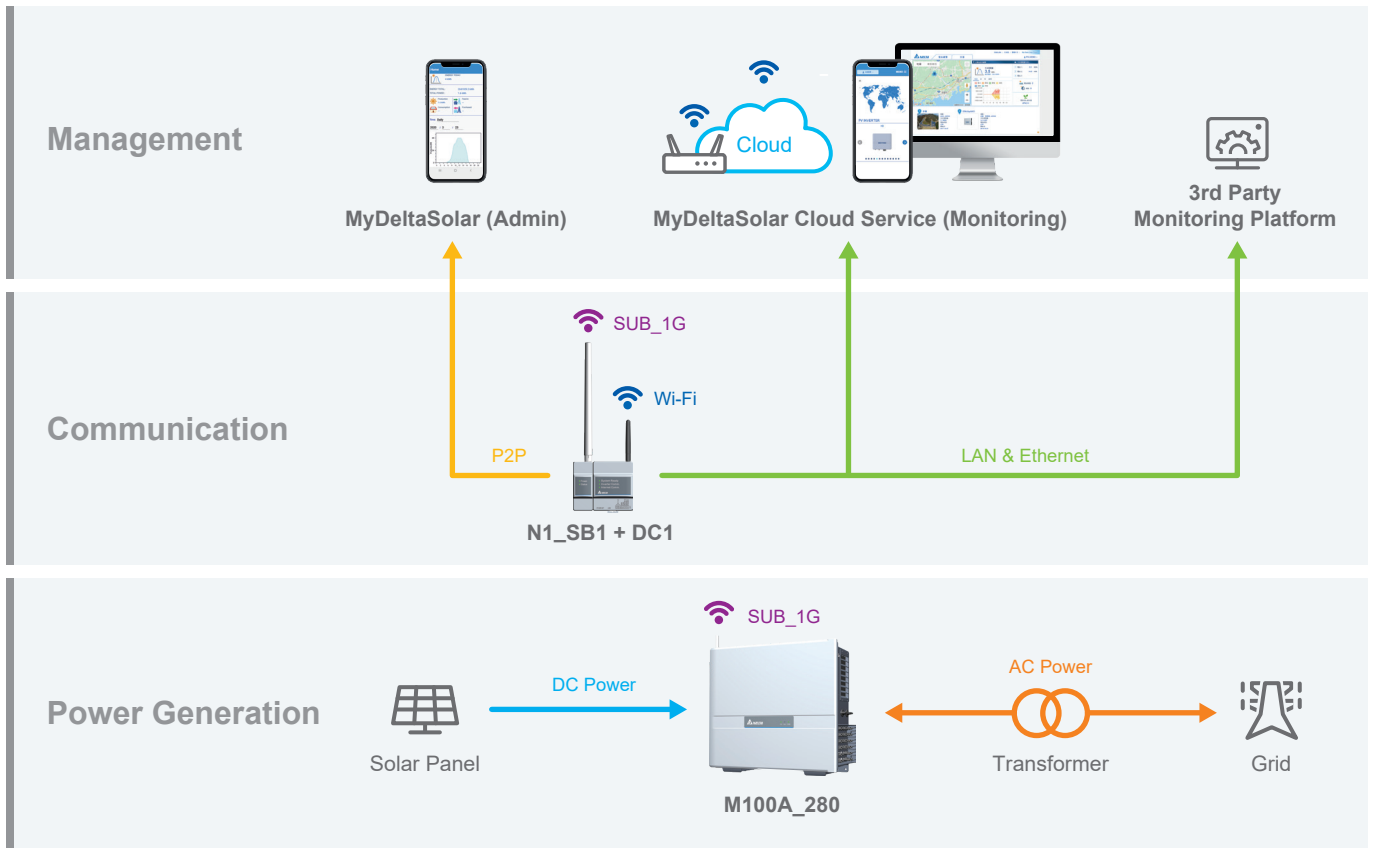 Management
Cloud
MyDeltaSolar (Admin)
MyDeltaSolar Cloud Service (Monitoring)
3rd Party
Monitoring Platform
Communication
SUB_1G
Wi-Fi
P2P
LAN & Ethernet
N1_SB1 + DC1
Power Generation
SUB_1G
DC Power
AC Power
Solar Panel
Transformer
Grid
M100A_280